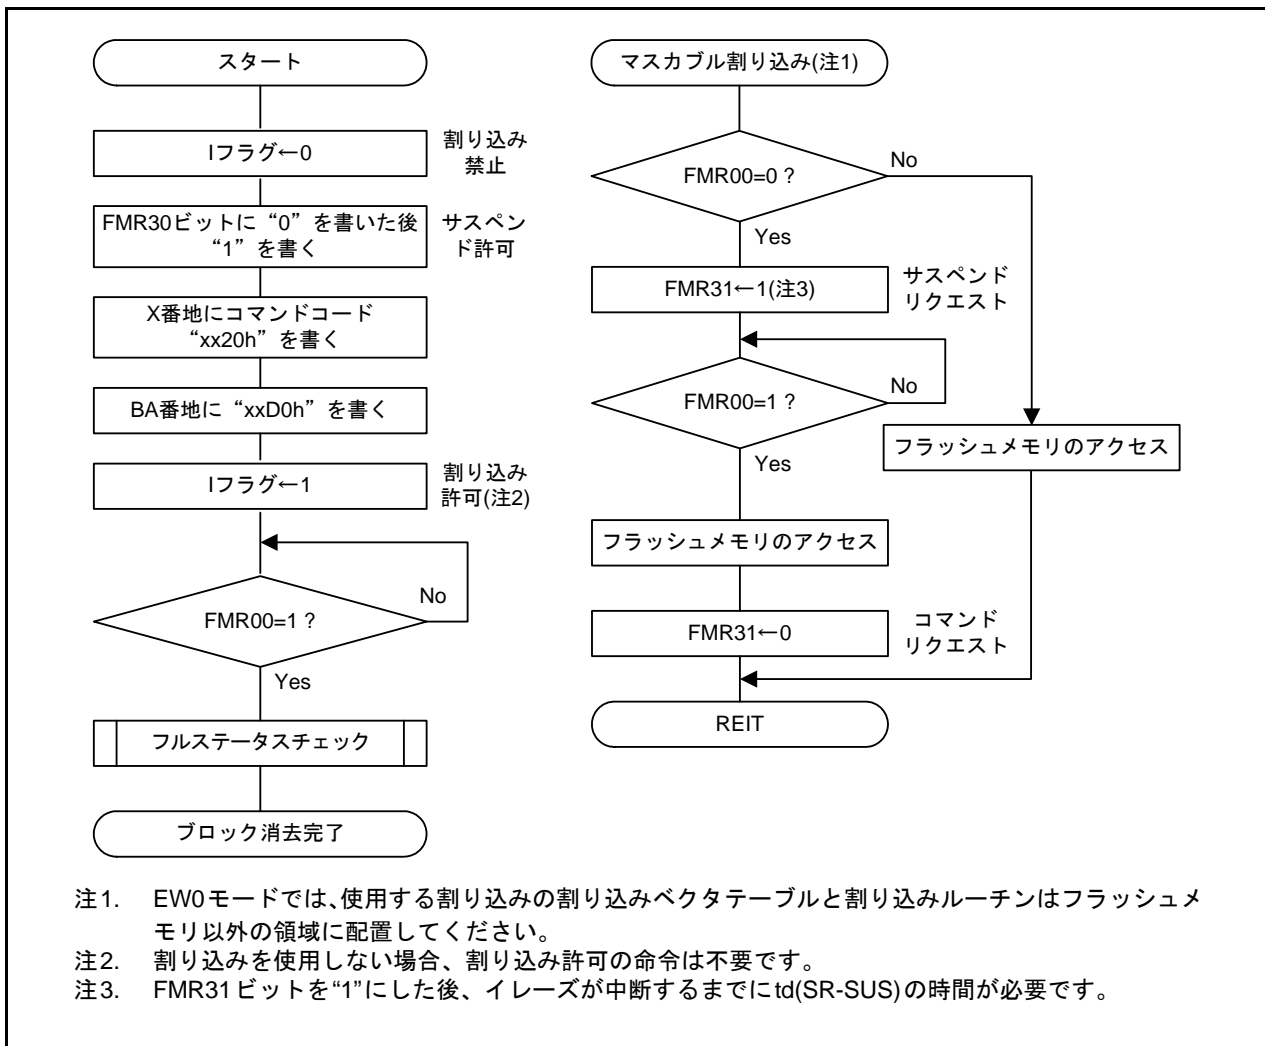 スタート
Iフラグ←0
割り込み
禁止
FMR30ビットに“0”を書いた後
“1”を書く
サスペン
ド許可
X番地にコマンドコード
“xx20h”を書く
BA番地に“xxD0h”を書く
Iフラグ←1
割り込み
許可(注2)
FMR00=1 ?
No
Yes
フルステータスチェック
ブロック消去完了
マスカブル割り込み(注1)
FMR00=0 ?
No
Yes
FMR31←1(注3)
サスペンド
リクエスト
FMR00=1 ?
No
Yes
フラッシュメモリのアクセス
フラッシュメモリのアクセス
FMR31←0
コマンド
リクエスト
REIT
注1. EW0モードでは、使用する割り込みの割り込みベクタテーブルと割り込みルーチンはフラッシュメ
モリ以外の領域に配置してください。
注2. 割り込みを使用しない場合、割り込み許可の命令は不要です。
注3. FMR31ビットを“1”にした後、イレーズが中断するまでにtd(SR-SUS)の時間が必要です。